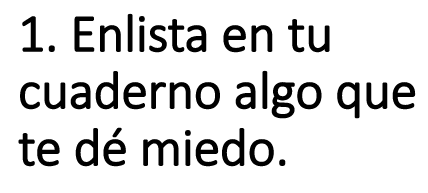 1. Enlista en tu
cuaderno algo que
te dé miedo.